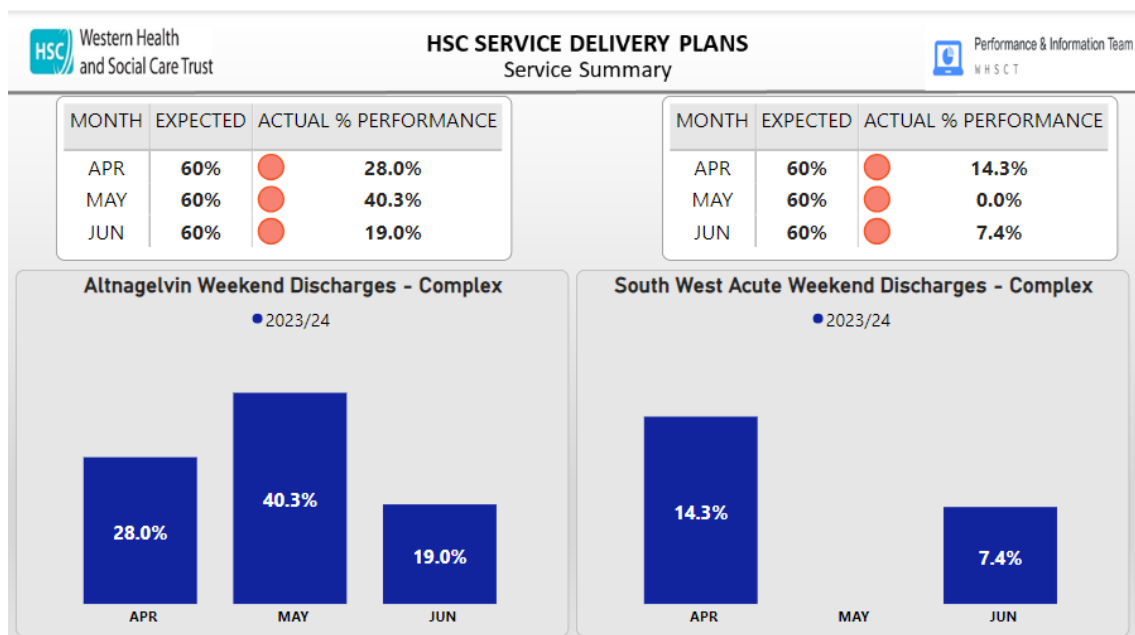 HSC
Western Health
and Social Care Trust
HSC SERVICE DELIVERY PLANS
Service Summary
Performance & Information Team
WHSCT
MONTH EXPECTED ACTUAL % PERFORMANCE
APR 60% 28.0%
MAY 60% 40.3%
JUN 60% 19.0%
MONTH EXPECTED ACTUAL % PERFORMANCE
APR 60% 14.3%
MAY 60% 0.0%
JUN 60% 7.4%
Altnagelvin Weekend Discharges - Complex
2023/24
28.0%
40.3%
19.0%
APR MAY JUN
South West Acute Weekend Discharges - Complex
2023/24
14.3%
7.4%
APR MAY JUN